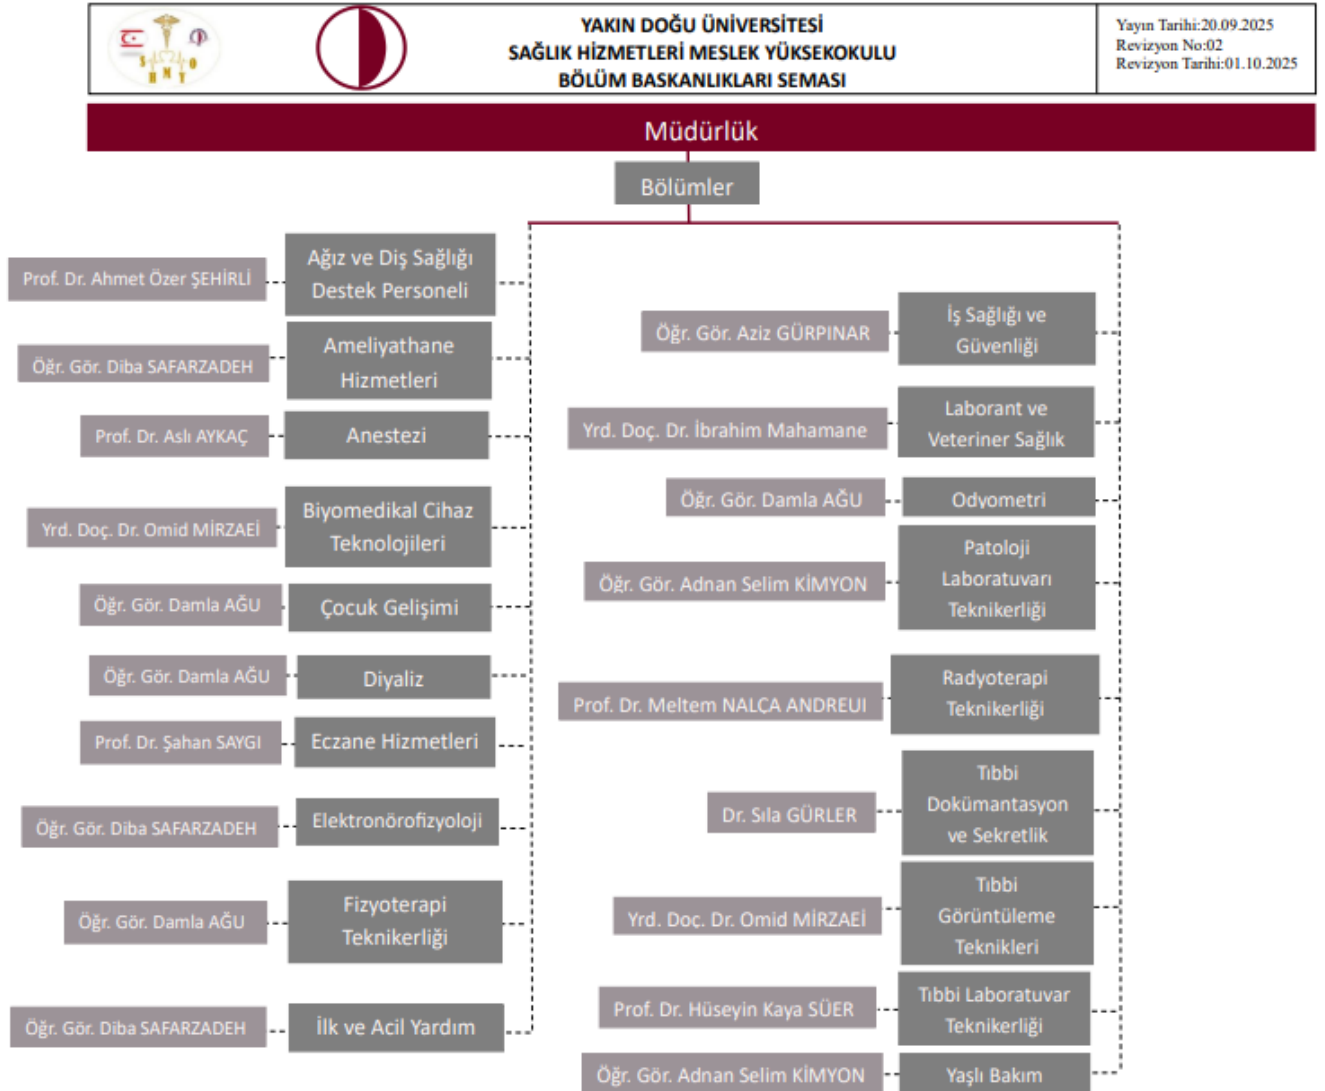 S H M Y O
YAKIN DOĞU ÜNİVERSİTESİ
SAĞLIK HİZMETLERİ MESLEK YÜKSEKOKULU
BÖLÜM BASKANLIKLARI SEMASI
Yayın Tarihi:20.09.2025
Revizyon No:02
Revizyon Tarihi:01.10.2025
Müdürlük
Bölümler
Prof. Dr. Ahmet Özer ŞEHİRLİ
Ağız ve Diş Sağlığı
Destek Personeli
Öğr. Gör. Diba SAFARZADEH
Ameliyathane
Hizmetleri
Prof. Dr. Aslı AYKAÇ
Anestezi
Yrd. Doç. Dr. Omid MİRZAEİ
Biyomedikal Cihaz
Teknolojileri
Öğr. Gör. Damla AĞU
Çocuk Gelişimi
Öğr. Gör. Damla AĞU
Diyaliz
Prof. Dr. Şahan SAYGI
Eczane Hizmetleri
Öğr. Gör. Diba SAFARZADEH
Elektronörofizyoloji
Öğr. Gör. Damla AĞU
Fizyoterapi
Teknikerliği
Öğr. Gör. Diba SAFARZADEH
İlk ve Acil Yardım
Öğr. Gör. Aziz GÜRPINAR
İş Sağlığı ve
Güvenliği
Yrd. Doç. Dr. İbrahim Mahamane
Laborant ve
Veteriner Sağlık
Öğr. Gör. Damla AĞU
Odyometri
Öğr. Gör. Adnan Selim KİMYON
Patoloji
Laboratuvarı
Teknikerliği
Prof. Dr. Meltem NALÇA ANDREUI
Radyoterapi
Teknikerliği
Dr. Sıla GÜRLER
Tıbbi
Dokümantasyon
ve Sekretlik
Yrd. Doç. Dr. Omid MİRZAEİ
Tıbbi
Görüntüleme
Teknikleri
Prof. Dr. Hüseyin Kaya SÜER
Tıbbi Laboratuvar
Teknikerliği
Öğr. Gör. Adnan Selim KİMYON
Yaşlı Bakım